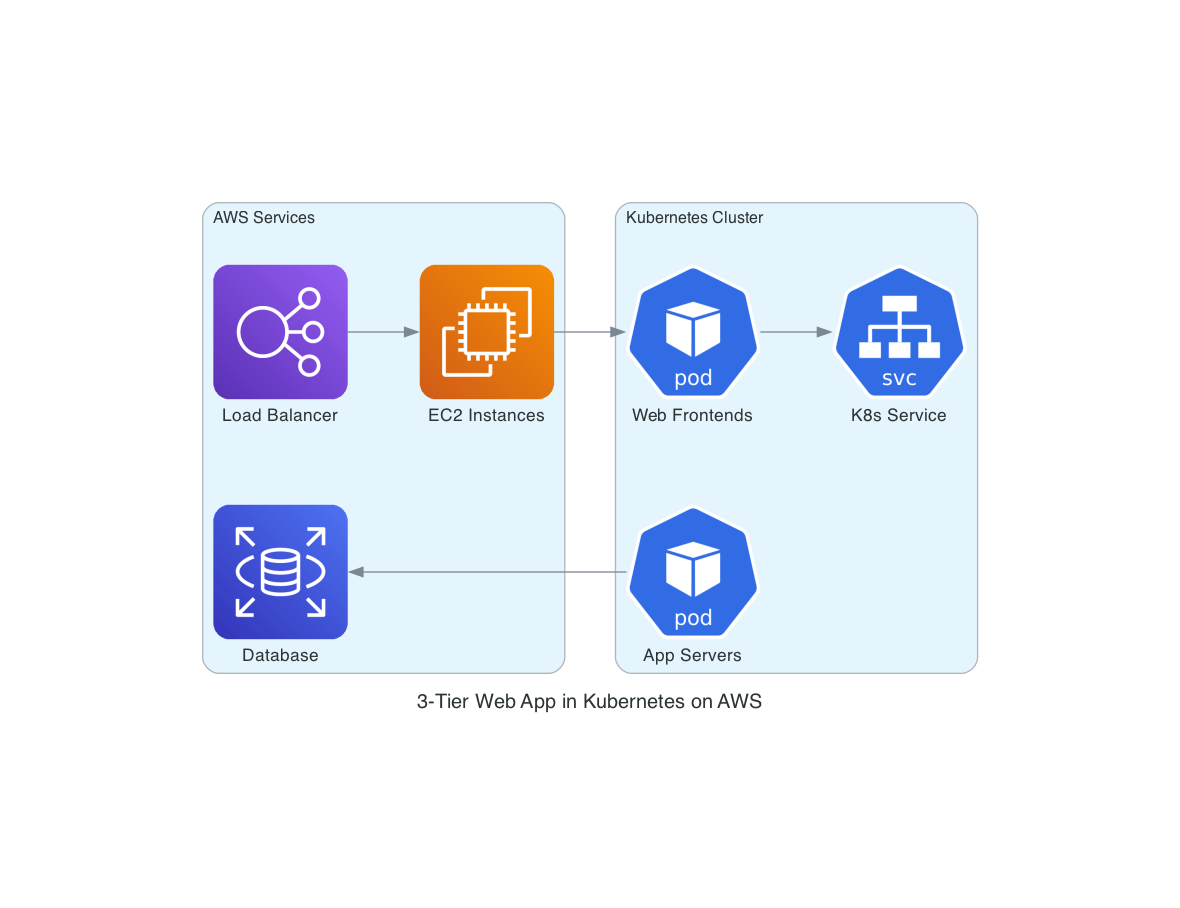 AWS Services
Kubernetes Cluster
pod
svc
Load Balancer
EC2 Instances
Web Frontends
K8s Service
pod
Database
App Servers
3-Tier Web App in Kubernetes on AWS